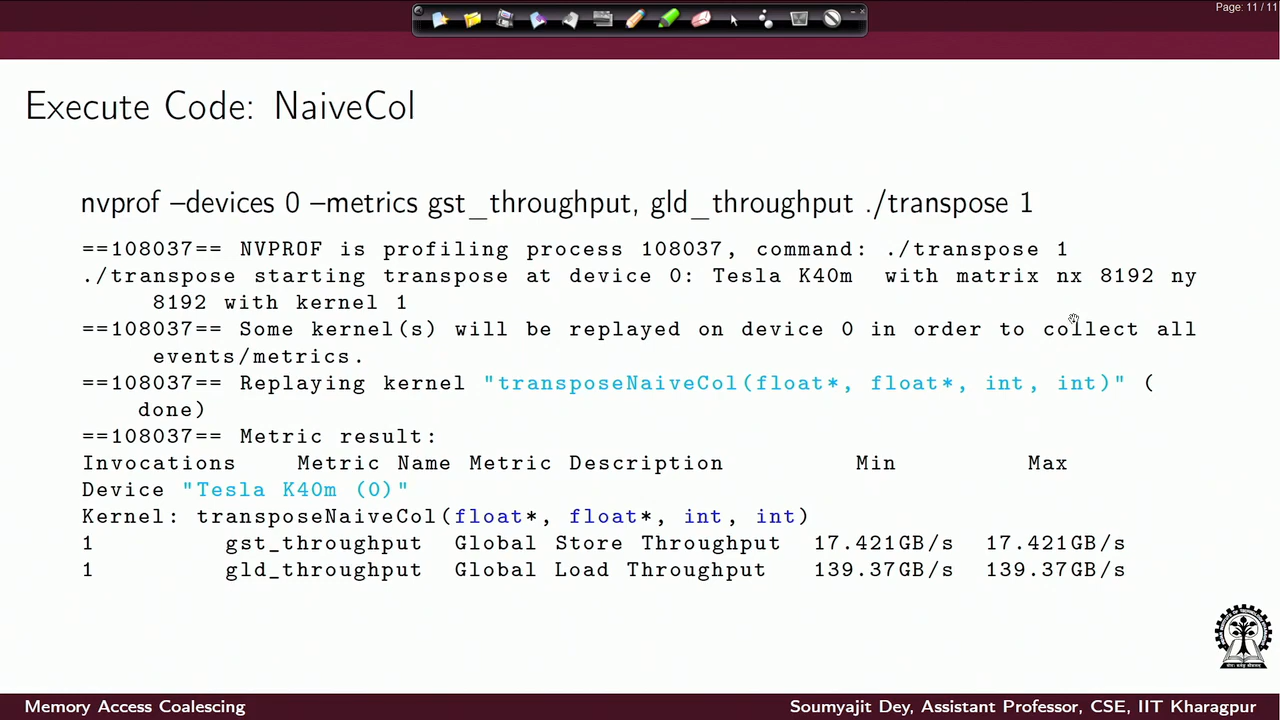 Page: 11 / 11
Execute Code: NaiveCol
nvprof –devices 0 –metrics gst_throughput, gld_throughput ./transpose 1
==108037== NVPROF is profiling process 108037, command: ./transpose 1
./transpose starting transpose at device 0: Tesla K40m with matrix nx 8192 ny
8192 with kernel 1
==108037== Some kernel(s) will be replayed on device 0 in order to collect all
events/metrics.
==108037== Replaying kernel "transposeNaiveCol(float*, float*, int, int)" (
done)
==108037== Metric result:
Invocations Metric Name Metric Description Min Max
Device "Tesla K40m (0)"
Kernel: transposeNaiveCol(float*, float*, int, int)
1 gst_throughput Global Store Throughput 17.421GB/s 17.421GB/s
1 gld_throughput Global Load Throughput 139.37GB/s 139.37GB/s
Memory Access Coalescing Soumyajit Dey, Assistant Professor, CSE, IIT Kharagpur